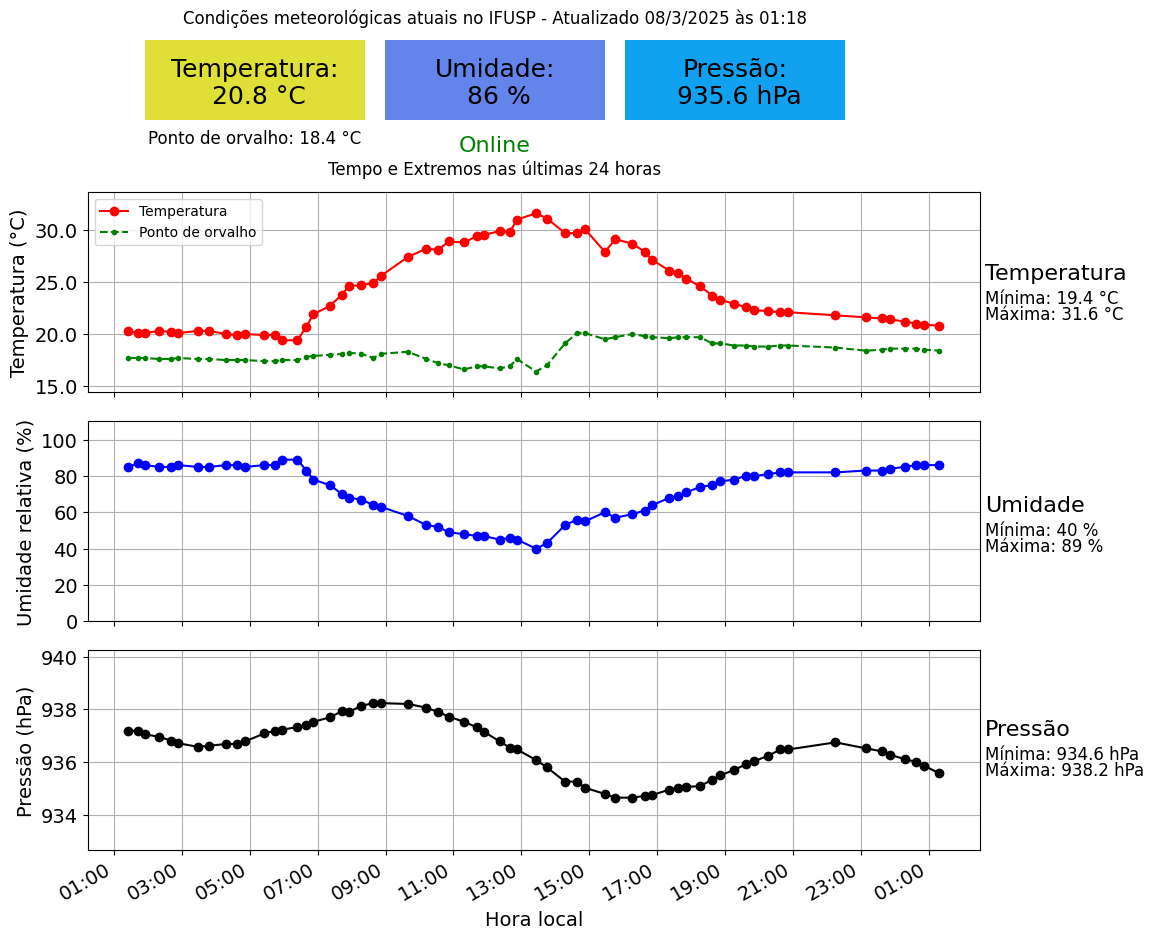 Condições meteorológicas atuais no IFUSP - Atualizado 08/3/2025 às 01:18
Temperatura:
20.8 °C
Umidade:
86 %
Pressão:
935.6 hPa
Ponto de orvalho: 18.4 °C
Online
Tempo e Extremos nas últimas 24 horas
Temperatura (°C)
30.0
25.0
20.0
15.0
Temperatura
Ponto de orvalho
Temperatura
Mínima: 19.4 °C
Máxima: 31.6 °C
Umidade relativa (%)
100
80
60
40
20
0
Umidade
Mínima: 40 %
Máxima: 89 %
Pressão (hPa)
940
938
936
934
Pressão
Mínima: 934.6 hPa
Máxima: 938.2 hPa
01:00 03:00 05:00 07:00 09:00 11:00 13:00 15:00 17:00 19:00 21:00 23:00 01:00
Hora local